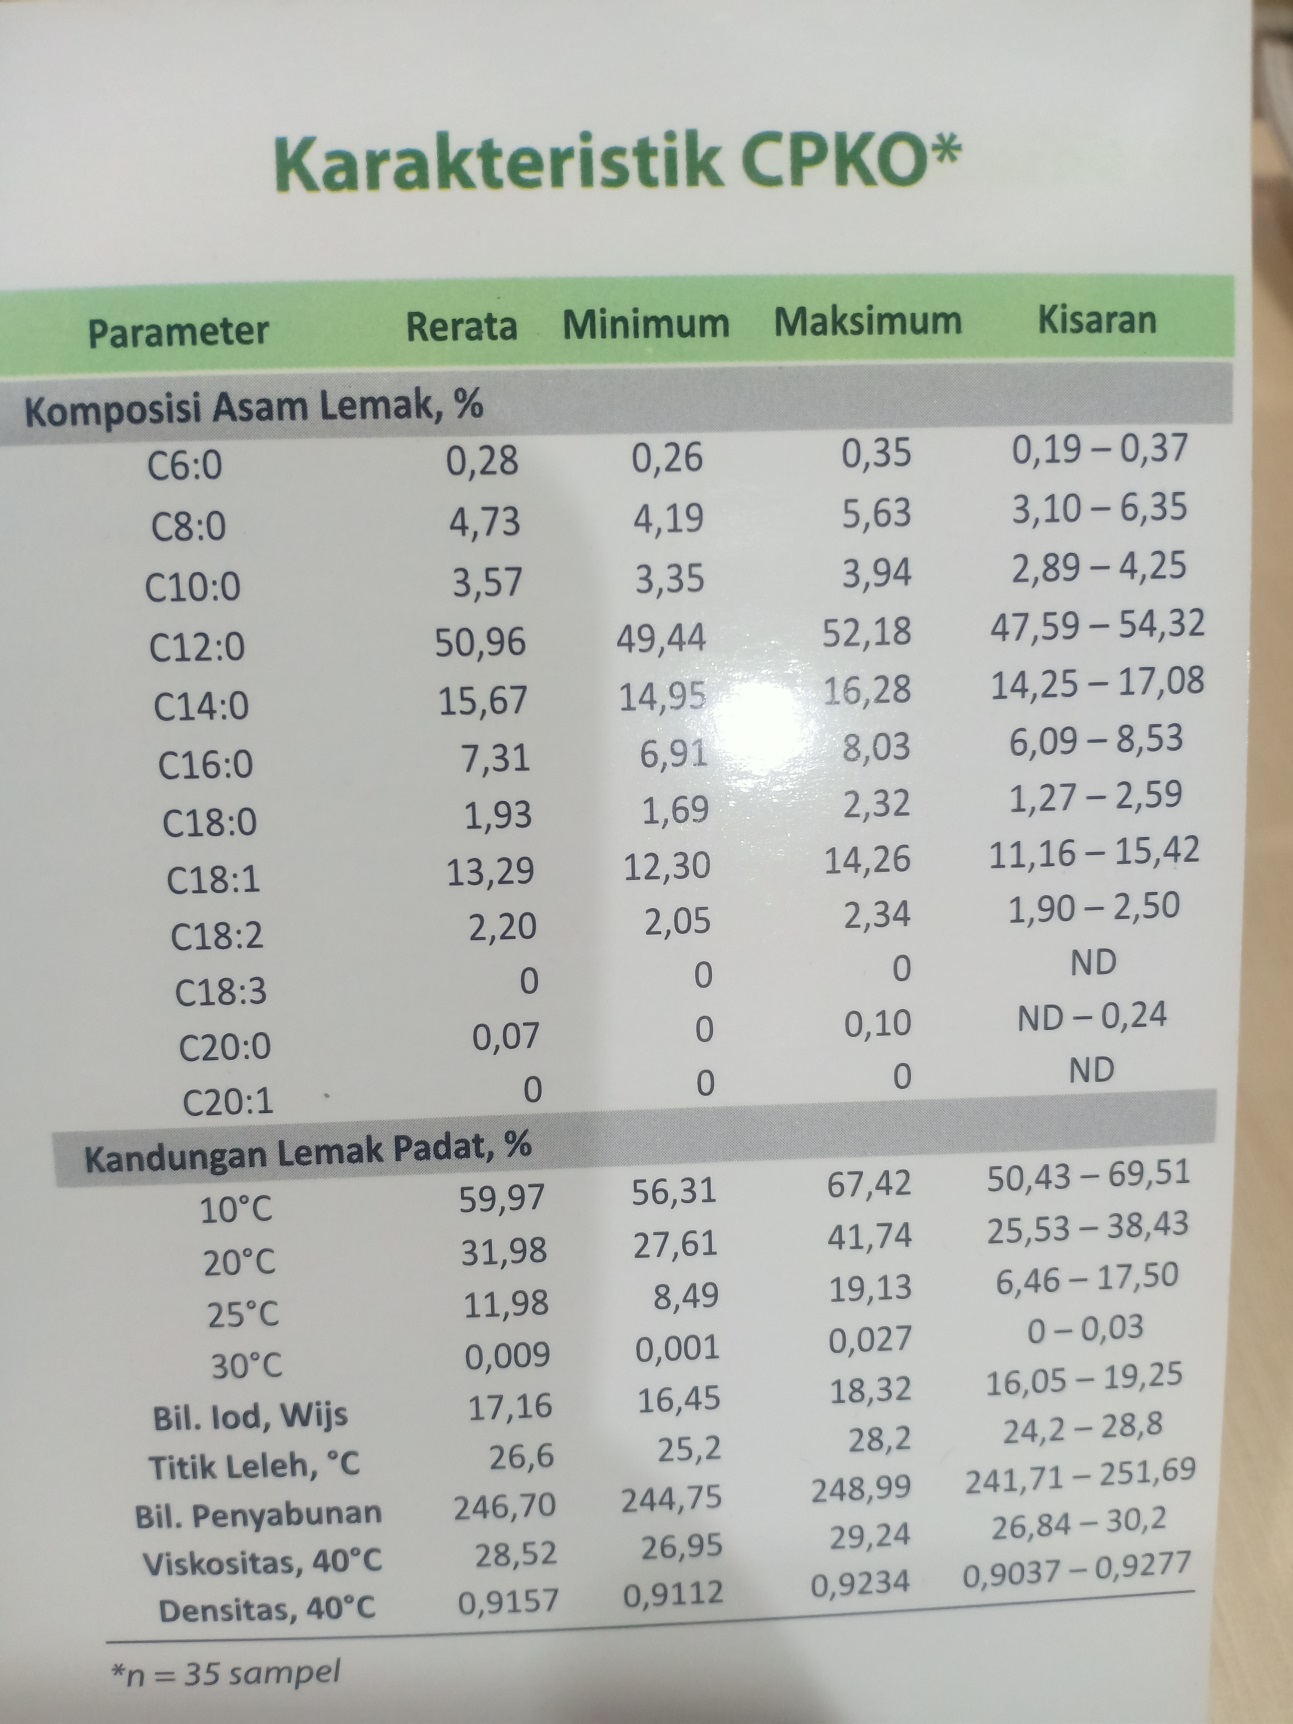 Karakteristik CPKO*
Parameter Rerata Minimum Maksimum Kisaran
Komposisi Asam Lemak, %
C6:0 0,28 0,26 0,35 0,19 – 0,37
C8:0 4,73 4,19 5,63 3,10 – 6,35
C10:0 3,57 3,35 3,94 2,89 – 4,25
C12:0 50,96 49,44 52,18 47,59 – 54,32
C14:0 15,67 14,95 16,28 14,25 – 17,08
C16:0 7,31 6,91 8,03 6,09 – 8,53
C18:0 1,93 1,69 2,32 1,27 – 2,59
C18:1 13,29 12,30 14,26 11,16 – 15,42
C18:2 2,20 2,05 2,34 1,90 – 2,50
C18:3 0 0 0 ND
C20:0 0,07 0 0,10 ND – 0,24
C20:1 0 0 0 ND
Kandungan Lemak Padat, %
10°C 59,97 56,31 67,42 50,43 – 69,51
20°C 31,98 27,61 41,74 25,53 – 38,43
25°C 11,98 8,49 19,13 6,46 – 17,50
30°C 0,009 0,001 0,027 0 – 0,03
Bil. Iod, Wijs 17,16 16,45 18,32 16,05 – 19,25
Titik Leleh, °C 26,6 25,2 28,2 24,2 – 28,8
Bil. Penyabunan 246,70 244,75 248,99 241,71 – 251,69
Viskositas, 40°C 28,52 26,95 29,24 26,84 – 30,2
Densitas, 40°C 0,9157 0,9112 0,9234 0,9037 – 0,9277
*n = 35 sampel